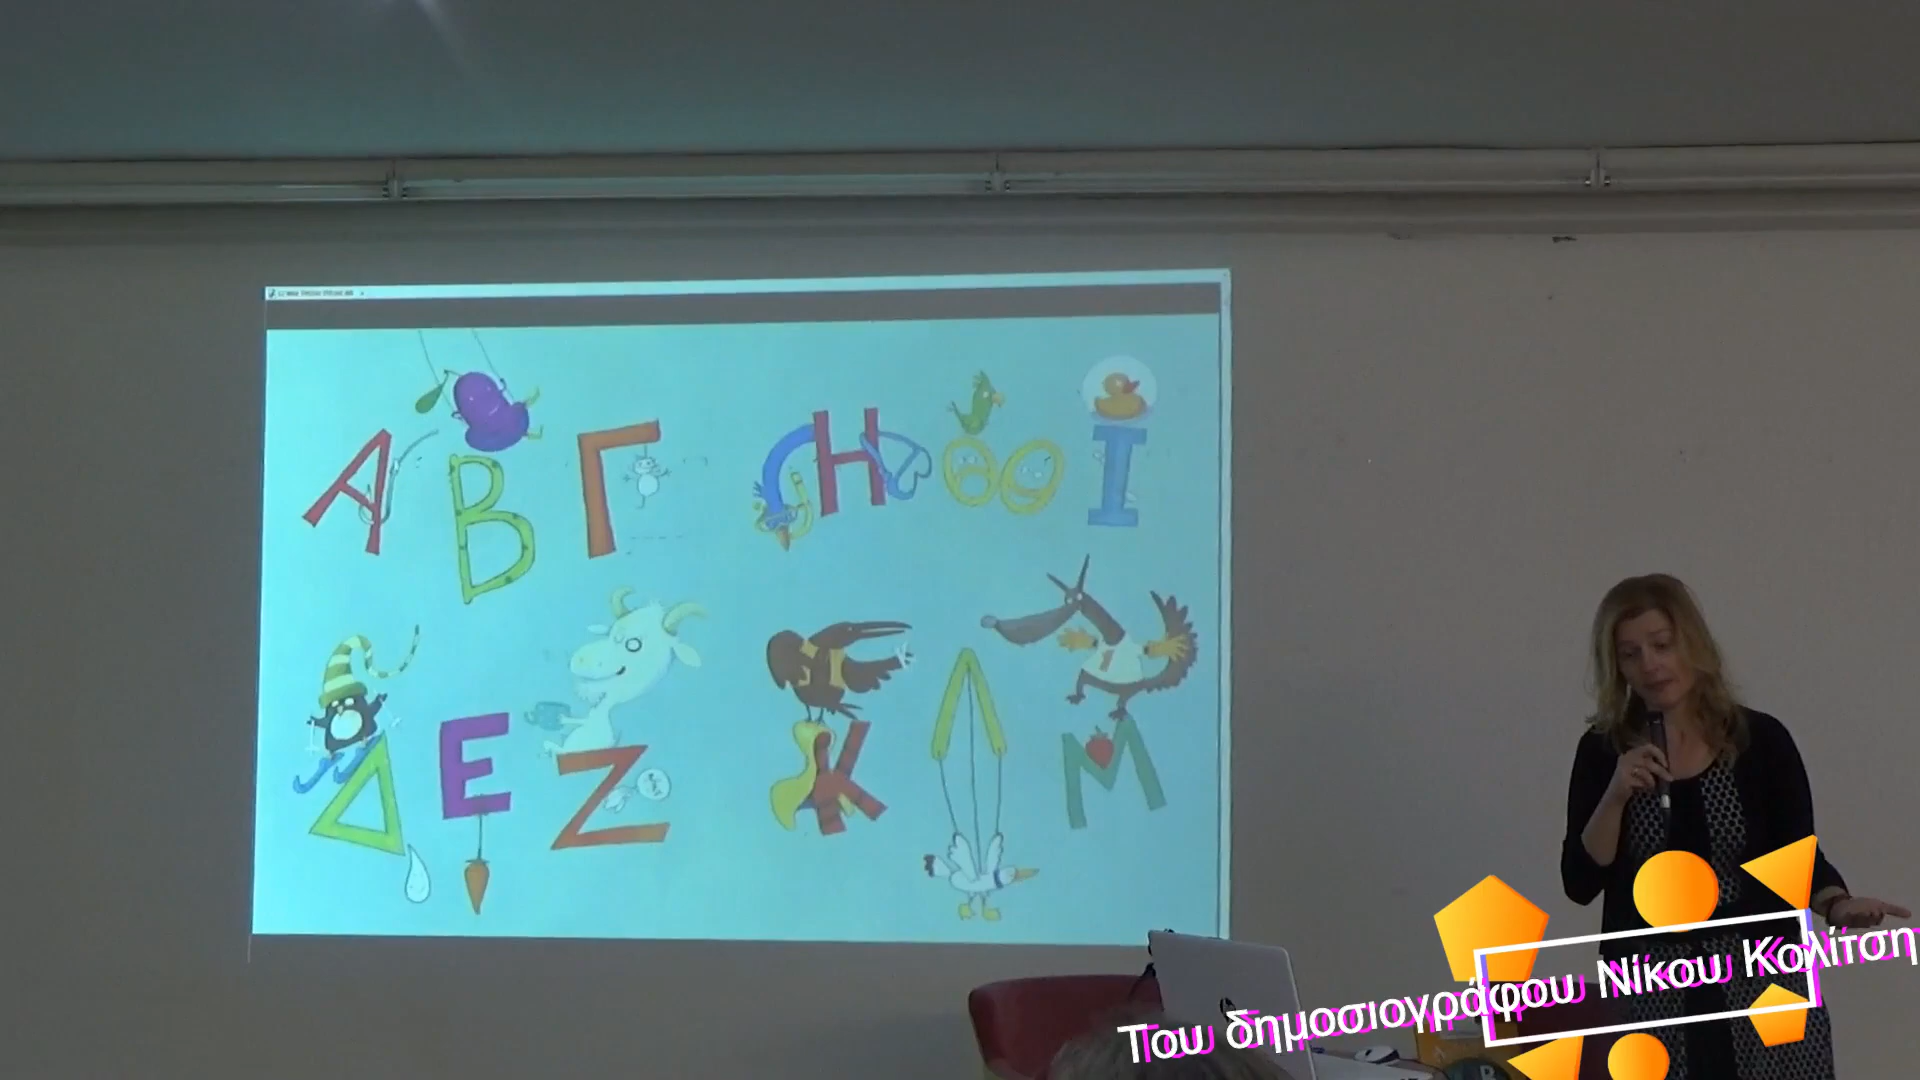 Α Β Γ Η Θ Θ Ι
Δ Ε Ζ Κ Λ Μ
Του δημοσιογράφου Νίκου Κολίτση